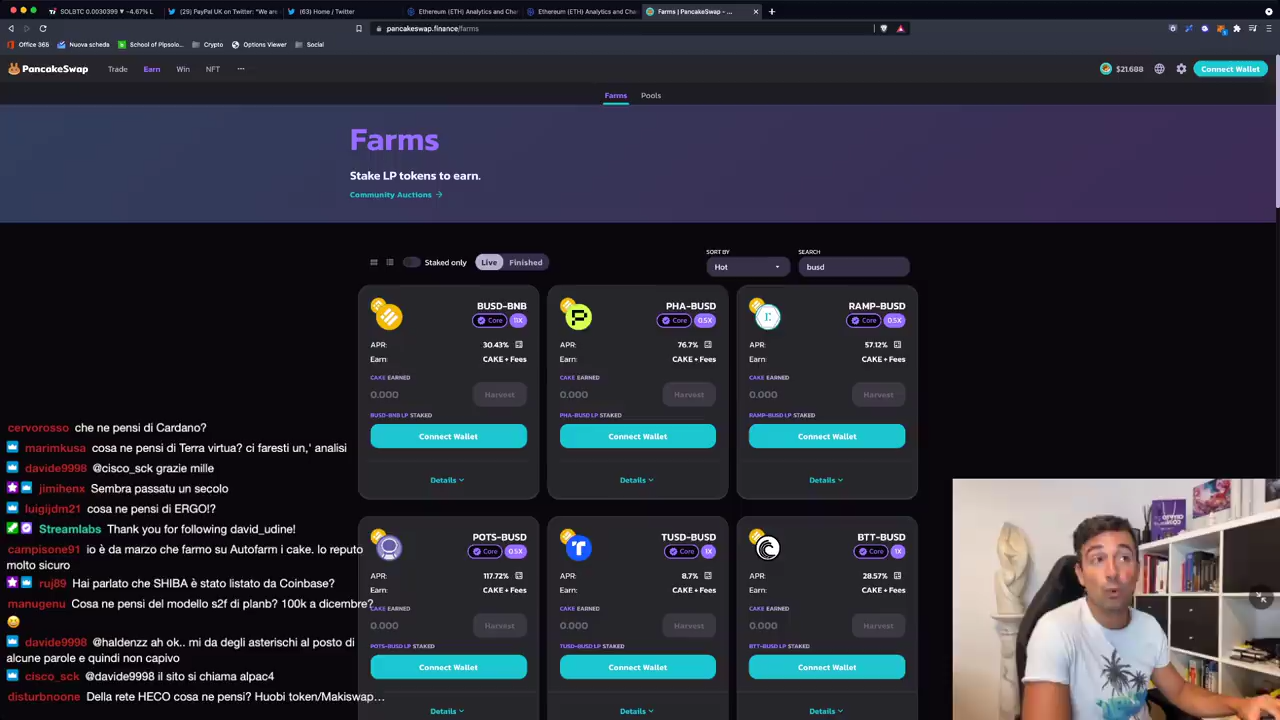 SOLBTC 0.0030399 ▼ -4.67% L
(29) PayPal UK on Twitter: "We are
(63) Home / Twitter
Ethereum (ETH) Analytics and Cha
Ethereum (ETH) Analytics and Cha
Farms | PancakeSwap - ...
pancakeswap.finance/farms
Office 365
Nuova scheda
School of Plpsolo...
Crypto
Options Viewer
Social
PancakeSwap
Trade
Earn
Win
NFT
$21.688
Connect Wallet
Farms
Pools
Farms
Stake LP tokens to earn.
Community Auctions
Staked only
Live
Finished
SORT BY
Hot
SEARCH
busd
BUSD-BNB
Core
11X
APR:
30.43%
Earn:
CAKE + Fees
CAKE EARNED
0.000
Harvest
BUSD-BNB LP STAKED
Connect Wallet
Details
PHA-BUSD
Core
0.5X
APR:
76.7%
Earn:
CAKE + Fees
CAKE EARNED
0.000
Harvest
PHA-BUSD LP STAKED
Connect Wallet
Details
RAMP-BUSD
Core
0.5X
APR:
57.12%
Earn:
CAKE + Fees
CAKE EARNED
0.000
Harvest
RAMP-BUSD LP STAKED
Connect Wallet
Details
POTS-BUSD
Core
0.5X
APR:
117.72%
Earn:
CAKE + Fees
CAKE EARNED
0.000
Harvest
POTS-BUSD LP STAKED
Connect Wallet
Details
TUSD-BUSD
Core
1X
APR:
8.7%
Earn:
CAKE + Fees
CAKE EARNED
0.000
Harvest
TUSD-BUSD LP STAKED
Connect Wallet
Details
BTT-BUSD
Core
1X
APR:
28.57%
Earn:
CAKE + Fees
CAKE EARNED
0.000
Harvest
BTT-BUSD LP STAKED
Connect Wallet
Details
cervorosso che ne pensi di Cardano?
marimkusa cosa ne pensi di Terra virtua? ci faresti un,' analisi
davide9998 @cisco_sck grazie mille
jimihenx Sembra passatu un secolo
luigijdm21 cosa ne pensi di ERGO!?
Streamlabs Thank you for following david_udine!
campisone91 io è da marzo che farmo su Autofarm i cake. lo reputo
molto sicuro
ruj89 Hai parlato che SHIBA è stato listato da Coinbase?
manugenu Cosa ne pensi del modello s2f di planb? 100k a dicembre?
davide9998 @haldenzz ah ok.. mi da degli asterischi al posto di
alcune parole e quindi non capivo
cisco_sck @davide9998 il sito si chiama alpac4
disturbnoone Della rete HECO cosa ne pensi? Huobi token/Makiswap…